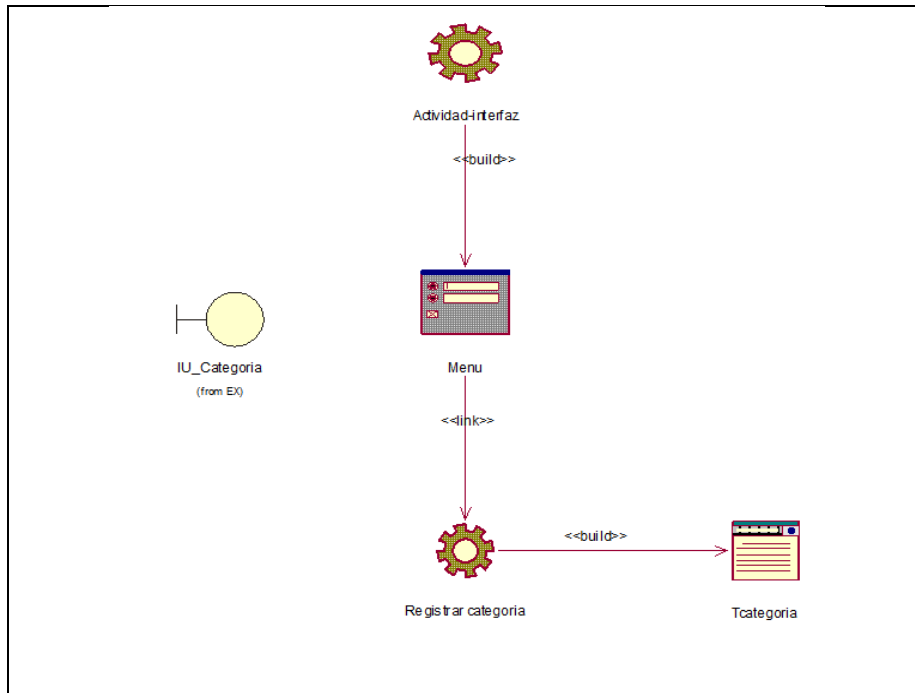 Actividad-interfaz
<<build>>
IU_Categoria
(from EX)
Menu
<<link>>
<<build>>
Registrar categoria
Tcategoria